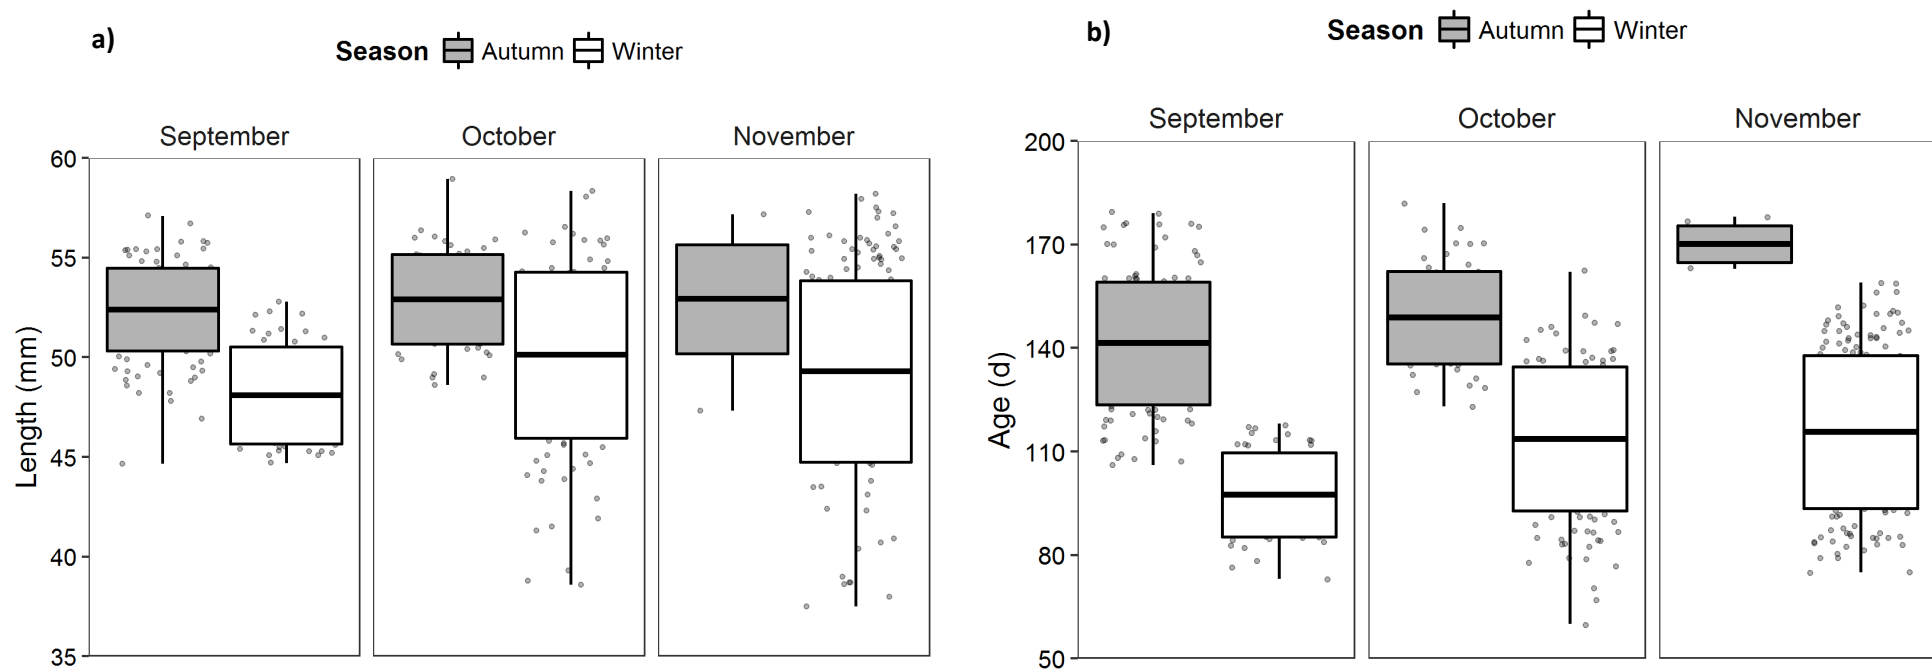 a)
Season Autumn Winter
September October November
60
55
50
45
40
35
Length (mm)
b)
Season Autumn Winter
September October November
200
170
140
110
80
50
Age (d)